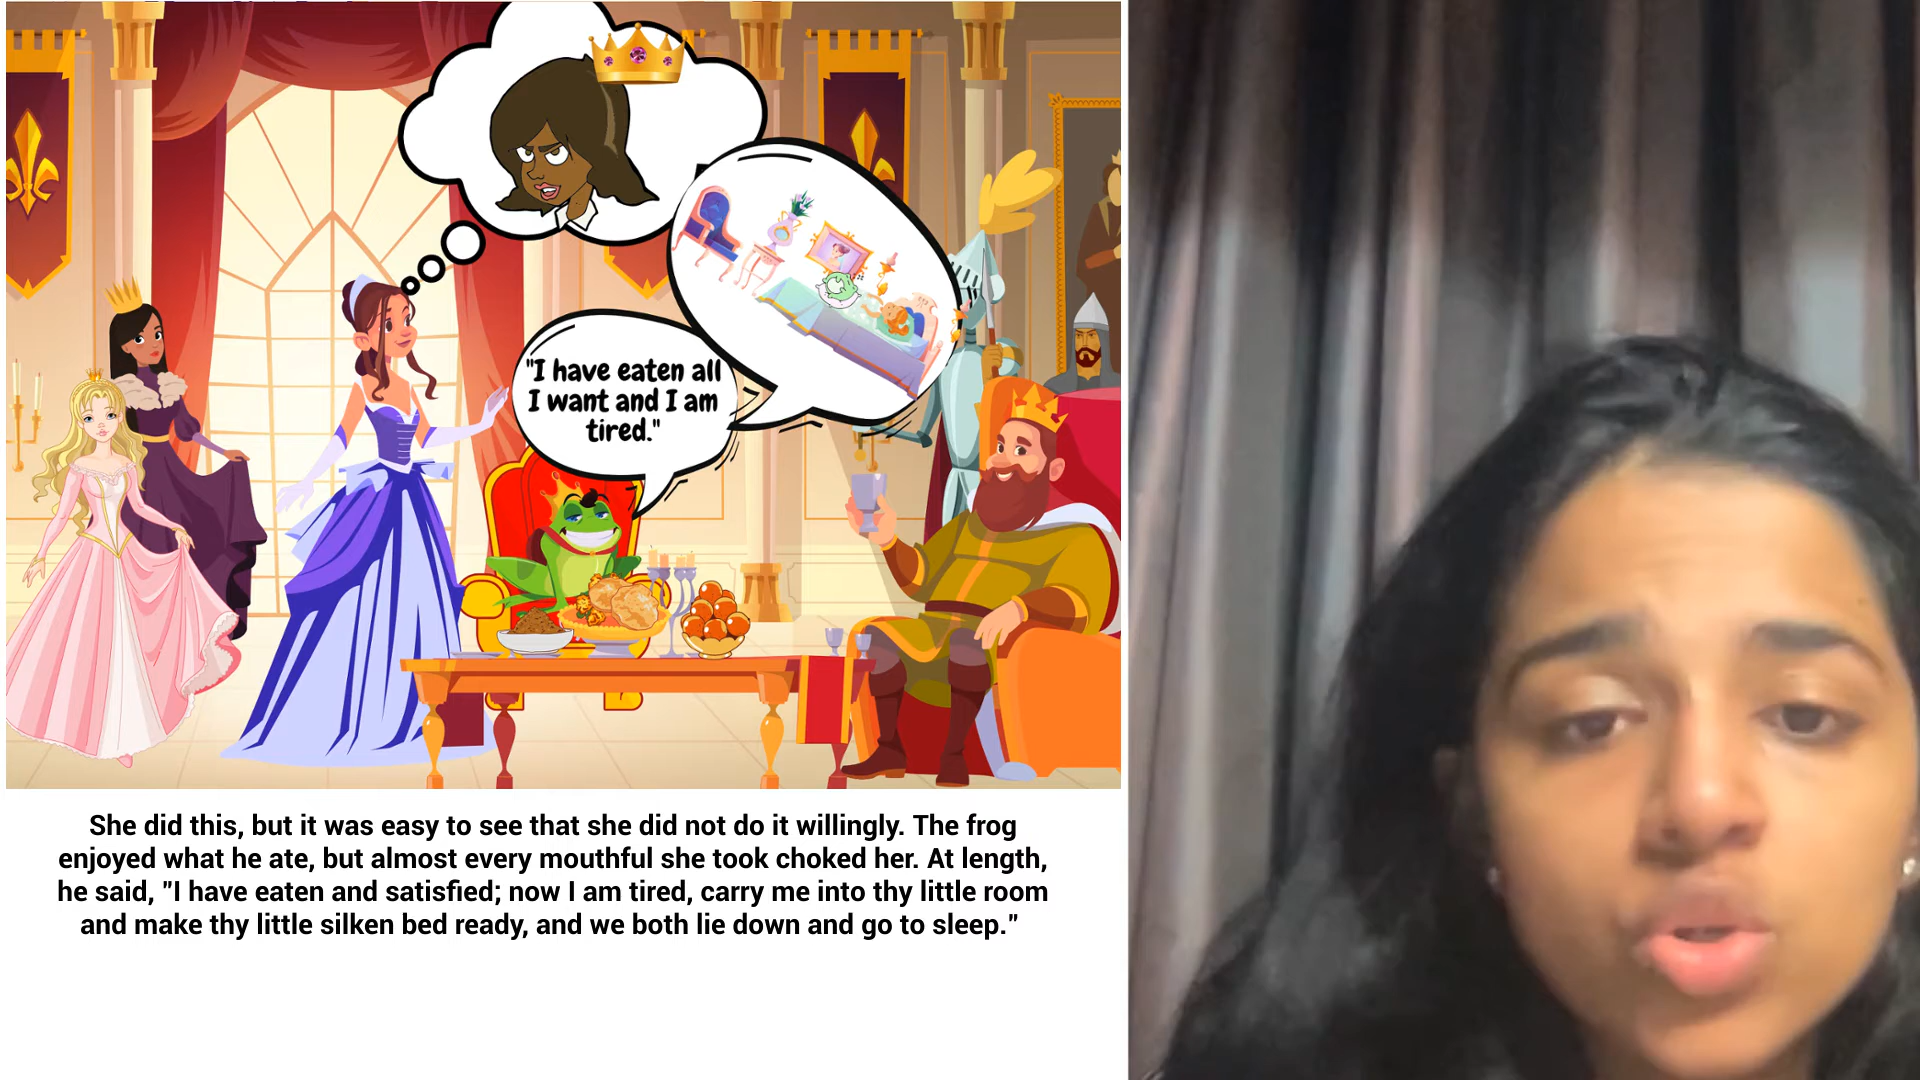 "I have eaten all
I want and I am
tired."
She did this, but it was easy to see that she did not do it willingly. The frog
enjoyed what he ate, but almost every mouthful she took choked her. At length,
he said, "I have eaten and satisfied; now I am tired, carry me into thy little room
and make thy little silken bed ready, and we both lie down and go to sleep."